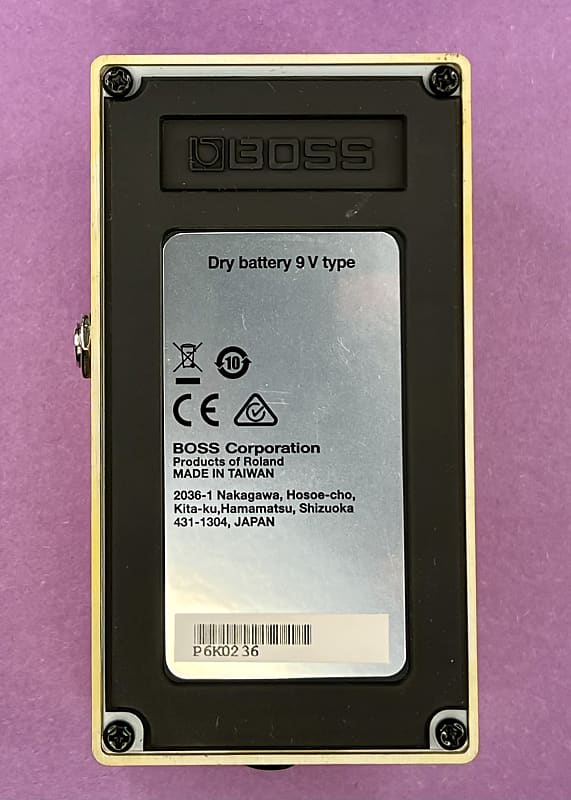 BOSS
Dry battery 9 V type
10
CE
BOSS Corporation
Products of Roland
MADE IN TAIWAN
2036-1 Nakagawa, Hosoe-cho,
Kita-ku,Hamamatsu, Shizuoka
431-1304, JAPAN
P6K0236